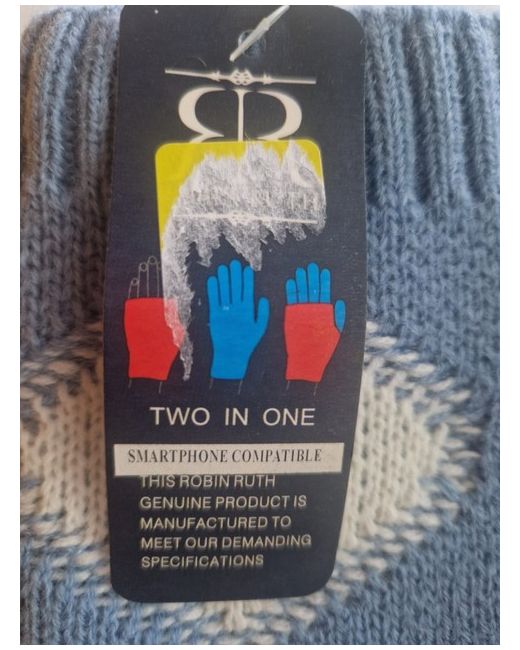 TWO IN ONE
SMARTPHONE COMPATIBLE
THIS ROBIN RUTH
GENUINE PRODUCT IS
MANUFACTURED TO
MEET OUR DEMANDING
SPECIFICATIONS